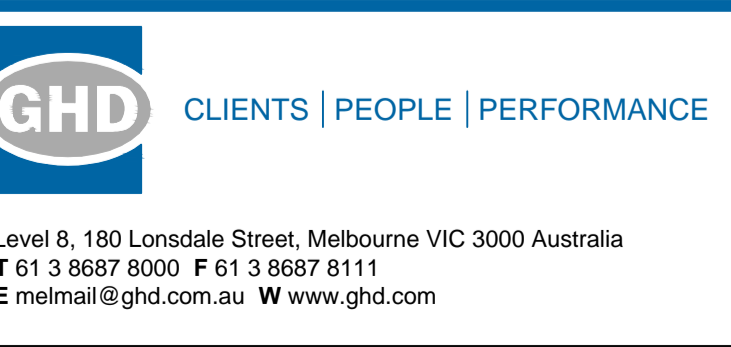 GHD
CLIENTS | PEOPLE | PERFORMANCE
Level 8, 180 Lonsdale Street, Melbourne VIC 3000 Australia
T 61 3 8687 8000 F 61 3 8687 8111
E melmail@ghd.com.au W www.ghd.com